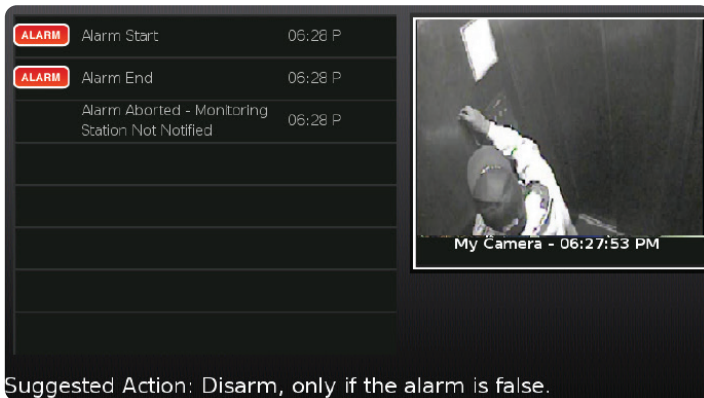 ALARM Alarm Start 06:28 P
ALARM Alarm End 06:28 P
Alarm Aborted - Monitoring
Station Not Notified 06:28 P
My Camera - 06:27:53 PM
Suggested Action: Disarm, only if the alarm is false.